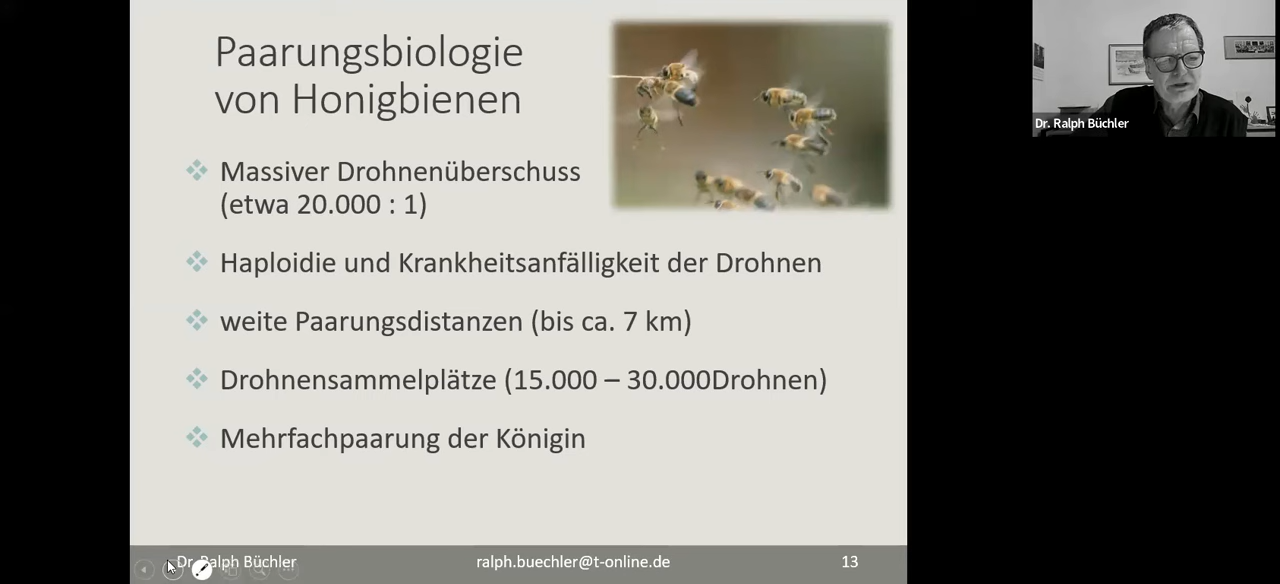 Paarungsbiologie
von Honigbienen
Massiver Drohnenüberschuss
(etwa 20.000 : 1)
Haploidie und Krankheitsanfälligkeit der Drohnen
weite Paarungsdistanzen (bis ca. 7 km)
Drohnensammelplätze (15.000 – 30.000Drohnen)
Mehrfachpaarung der Königin
Dr. Ralph Büchler
ralph.buechler@t-online.de
13
Dr. Ralph Büchler